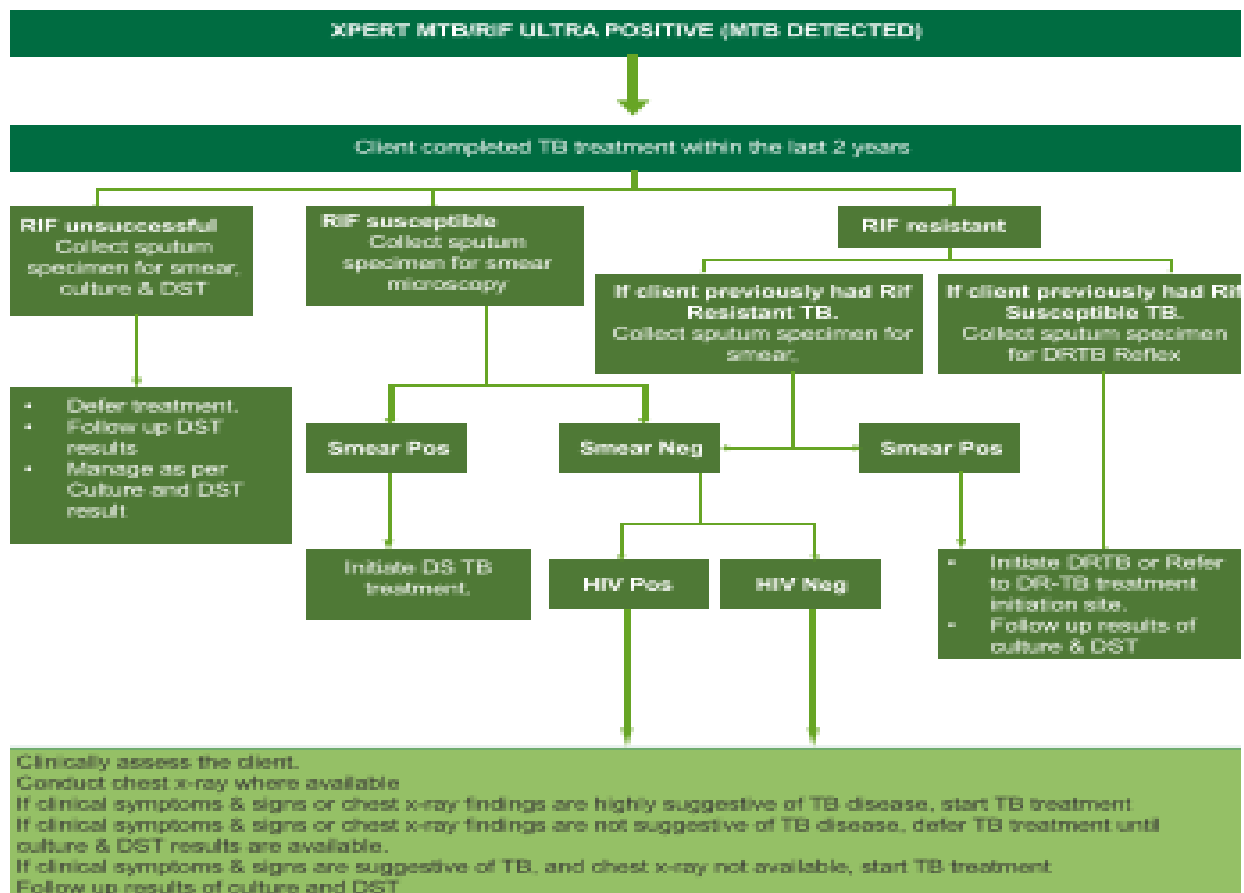 XPERT MTB/RIF ULTRA POSITIVE (MTB DETECTED)
Client completed TB treatment within the last 2 years
RIF unsuccessful
Collect sputum
specimen for smear,
culture & DST
RIF susceptible
Collect sputum
specimen for smear
microscopy
RIF resistant
If client previously had Rif
Resistant TB.
Collect sputum specimen for
smear.
If client previously had Rif
Susceptible TB.
Collect sputum specimen
for DRTB Reflex
• Defer treatment.
• Follow up DST
results
• Manage as per
Culture and DST
result
Smear Pos
Smear Neg
Smear Pos
Initiate DS TB
treatment.
HIV Pos
HIV Neg
• Initiate DRTB or Refer
to DR-TB treatment
initiation site.
• Follow up results of
culture & DST
Clinically assess the client.
Conduct chest x-ray where available
If clinical symptoms & signs or chest x-ray findings are highly suggestive of TB disease, start TB treatment
If clinical symptoms & signs or chest x-ray findings are not suggestive of TB disease, defer TB treatment until
culture & DST results are available.
If clinical symptoms & signs are suggestive of TB, and chest x-ray not available, start TB treatment
Follow up results of culture and DST